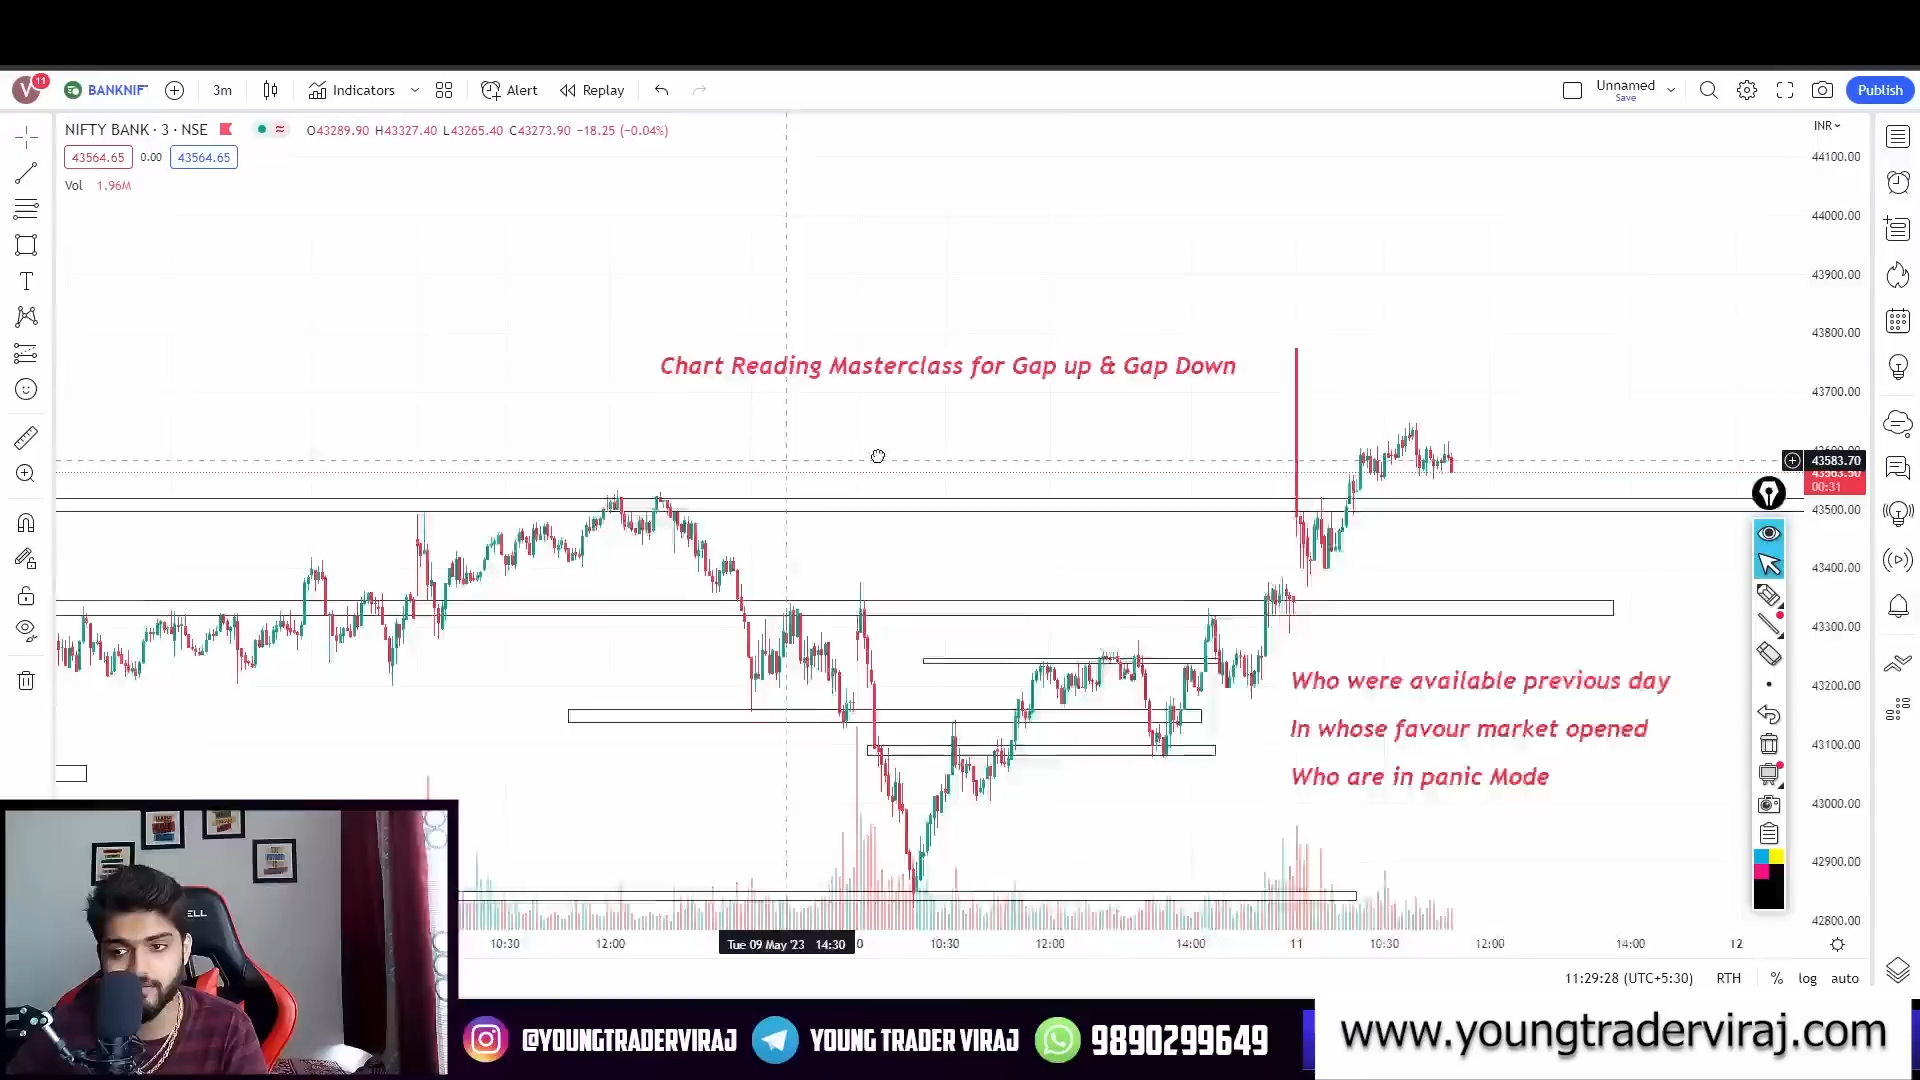 V 11 BANKNIF 3m Indicators Alert Replay Unnamed Save Publish
NIFTY BANK · 3 · NSE O43289.90 H43327.40 L43265.40 C43273.90 −18.25 (−0.04%) INR
43564.65 0.00 43564.65
Vol 1.96M
44100.00
44000.00
43900.00
43800.00
Chart Reading Masterclass for Gap up & Gap Down
43700.00
43583.70
00:31
43500.00
43400.00
43300.00
43200.00
Who were available previous day
In whose favour market opened
43100.00
Who are in panic Mode
43000.00
42900.00
42800.00
ELL
10:30 12:00 Tue 09 May '23 14:30 0 10:30 12:00 14:00 11 10:30 12:00 14:00 12
11:29:28 (UTC+5:30) RTH % log auto
@YOUNGTRADERVIRAJ YOUNG TRADER VIRAJ 9890299649 www.youngtraderviraj.com